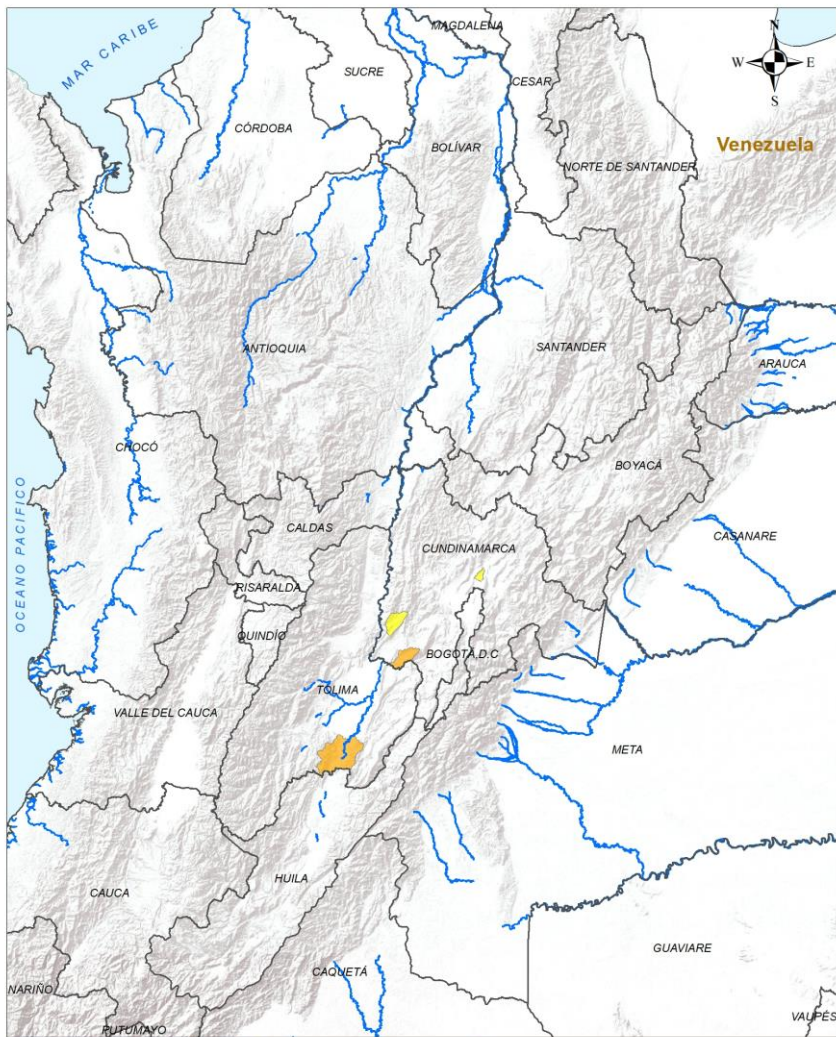 MAGDALENA
N
MAR CARIBE
W
E
SUCRE
CESAR
S
CÓRDOBA
BOLÍVAR
Venezuela
NORTE DE SANTANDER
ANTIOQUIA
SANTANDER
ARAUCA
CHOCÓ
BOYACÁ
OCEANO PACIFICO
CALDAS
CUNDINAMARCA
CASANARE
RISARALDA
QUINDÍO
BOGOTÁ,D.C
TOLIMA
VALLE DEL CAUCA
META
HUILA
CAUCA
GUAVIARE
CAQUETÁ
NARIÑO
VAUPÉS
PUTUMAYO